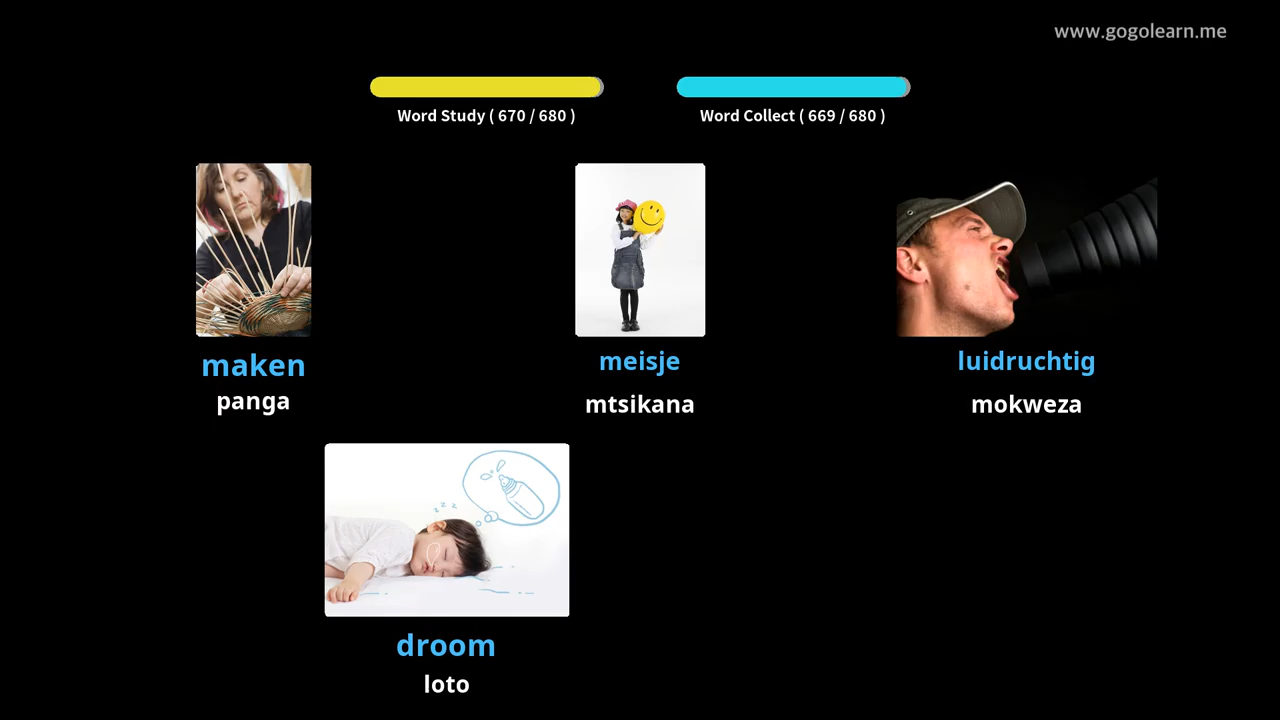 www.gogolearn.me
Word Study ( 670 / 680 )
Word Collect ( 669 / 680 )
maken
panga
meisje
mtsikana
luidruchtig
mokweza
droom
loto